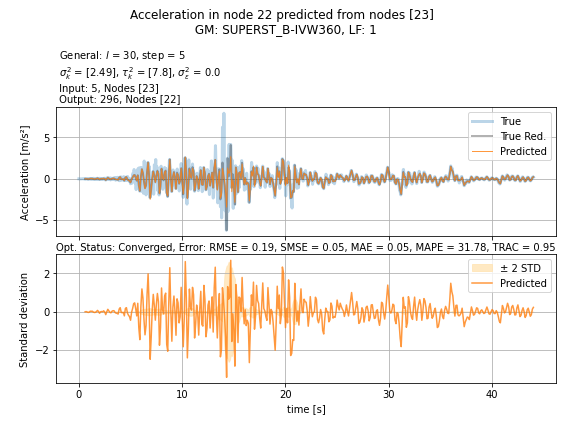 Acceleration in node 22 predicted from nodes [23]
GM: SUPERST_B-IVW360, LF: 1
General: l = 30, step = 5
σ²ₖ = [2.49], τ²ₖ = [7.8], σ²ε = 0.0
Input: 5, Nodes [23]
Output: 296, Nodes [22]
Acceleration [m/s²]
5
0
−5
True
True Red.
Predicted
Opt. Status: Converged, Error: RMSE = 0.19, SMSE = 0.05, MAE = 0.05, MAPE = 31.78, TRAC = 0.95
Standard deviation
2
0
−2
± 2 STD
Predicted
0 10 20 30 40
time [s]